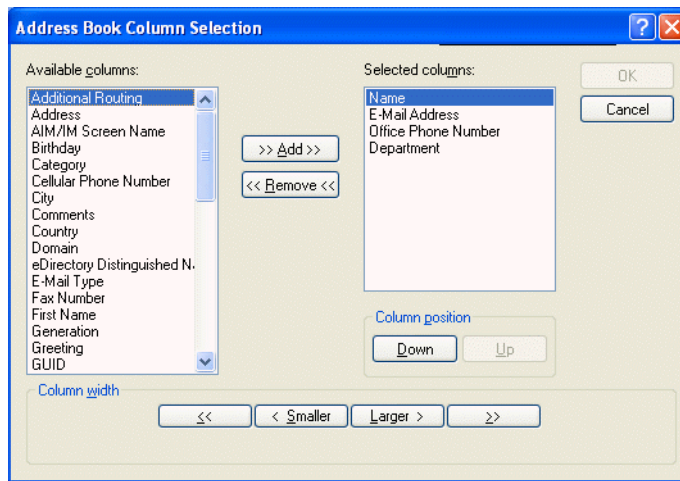 Address Book Column Selection
Available columns:
Additional Routing
Address
AIM/IM Screen Name
Birthday
Category
Cellular Phone Number
City
Comments
Country
Domain
eDirectory Distinguished N
E-Mail Type
Fax Number
First Name
Generation
Greeting
GUID
>> Add >>
<< Remove <<
Selected columns:
Name
E-Mail Address
Office Phone Number
Department
OK
Cancel
Column position
Down
Up
Column width
<<
< Smaller
Larger >
>>